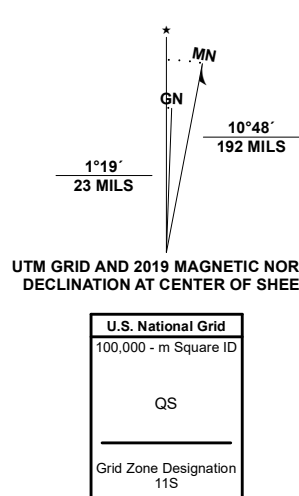 ★
MN
GN
10°48´
192 MILS
1°19´
23 MILS
UTM GRID AND 2019 MAGNETIC NOR
DECLINATION AT CENTER OF SHEE
U.S. National Grid
100,000 - m Square ID
QS
Grid Zone Designation
11S